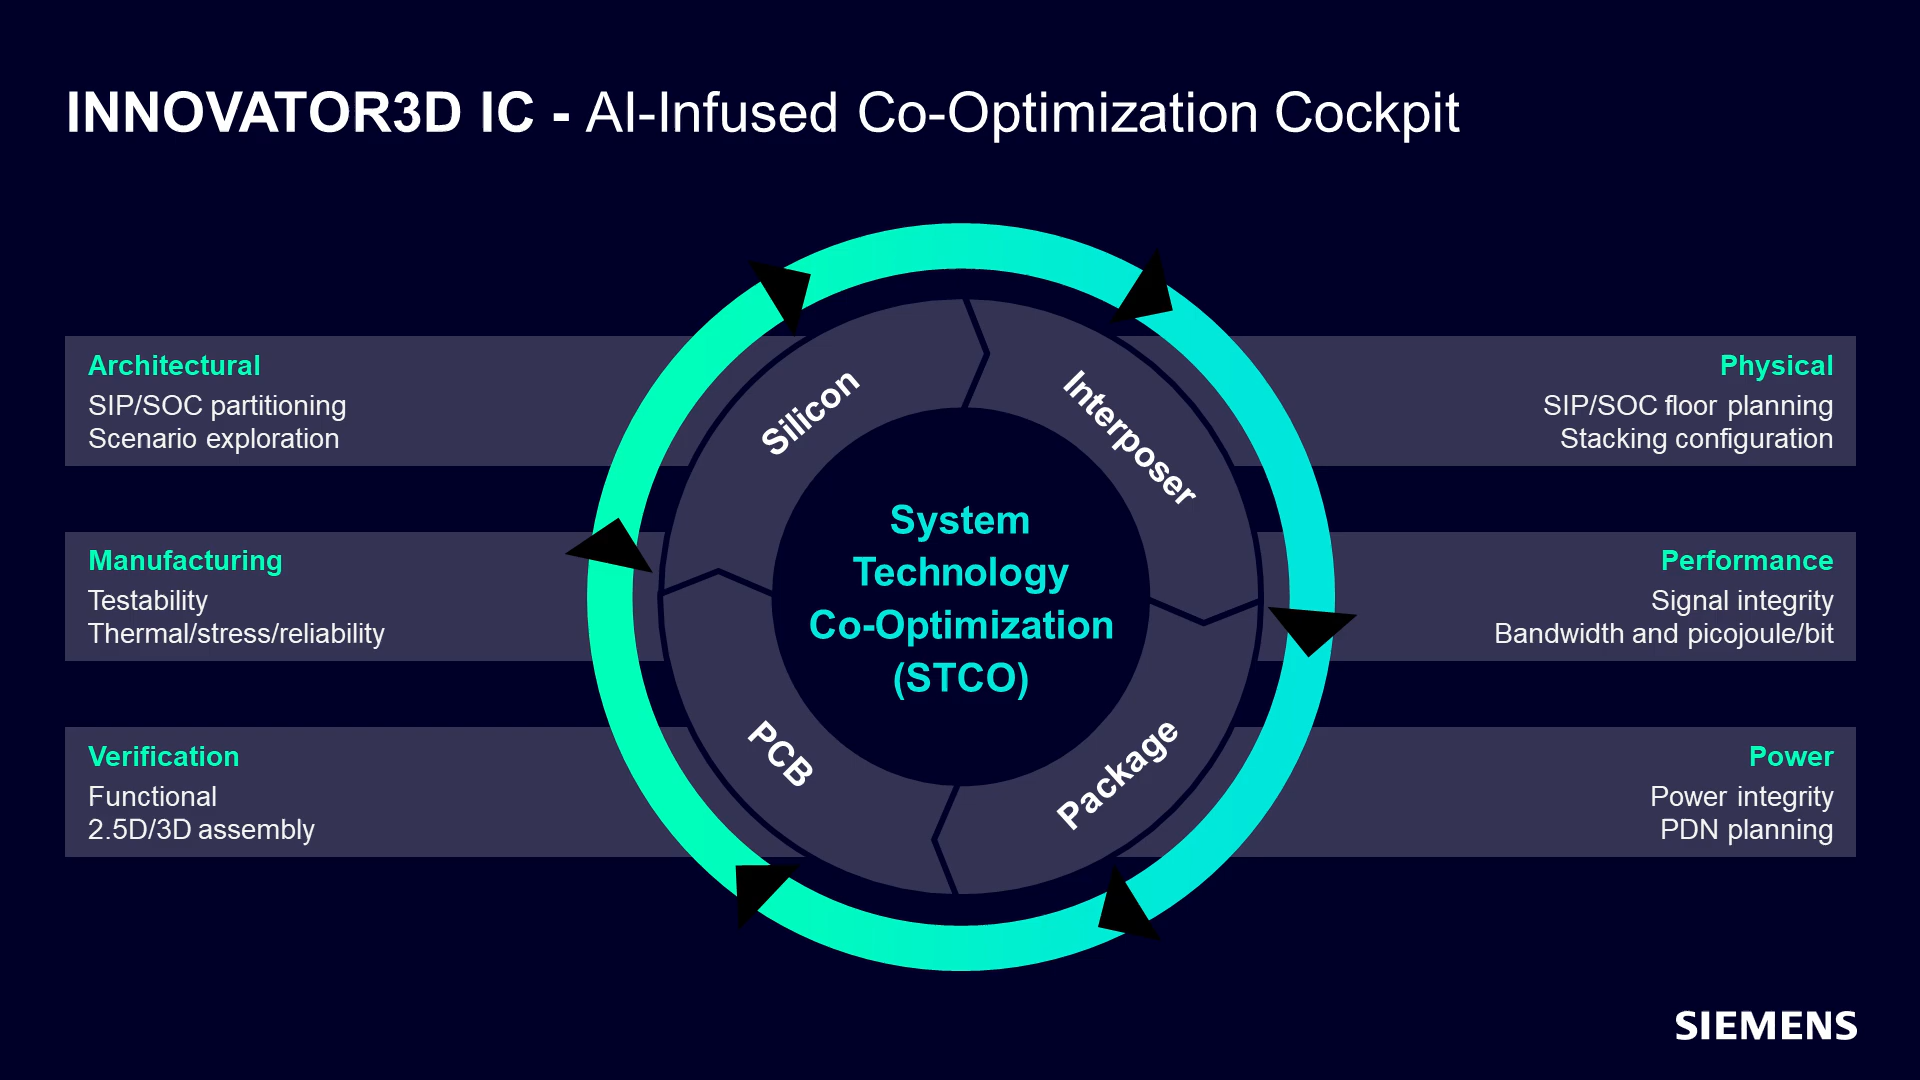 INNOVATOR3D IC - AI-Infused Co-Optimization Cockpit
Architectural
SIP/SOC partitioning
Scenario exploration
Manufacturing
Testability
Thermal/stress/reliability
Verification
Functional
2.5D/3D assembly
Silicon
Interposer
PCB
Package
System
Technology
Co-Optimization
(STCO)
Physical
SIP/SOC floor planning
Stacking configuration
Performance
Signal integrity
Bandwidth and picojoule/bit
Power
Power integrity
PDN planning
SIEMENS